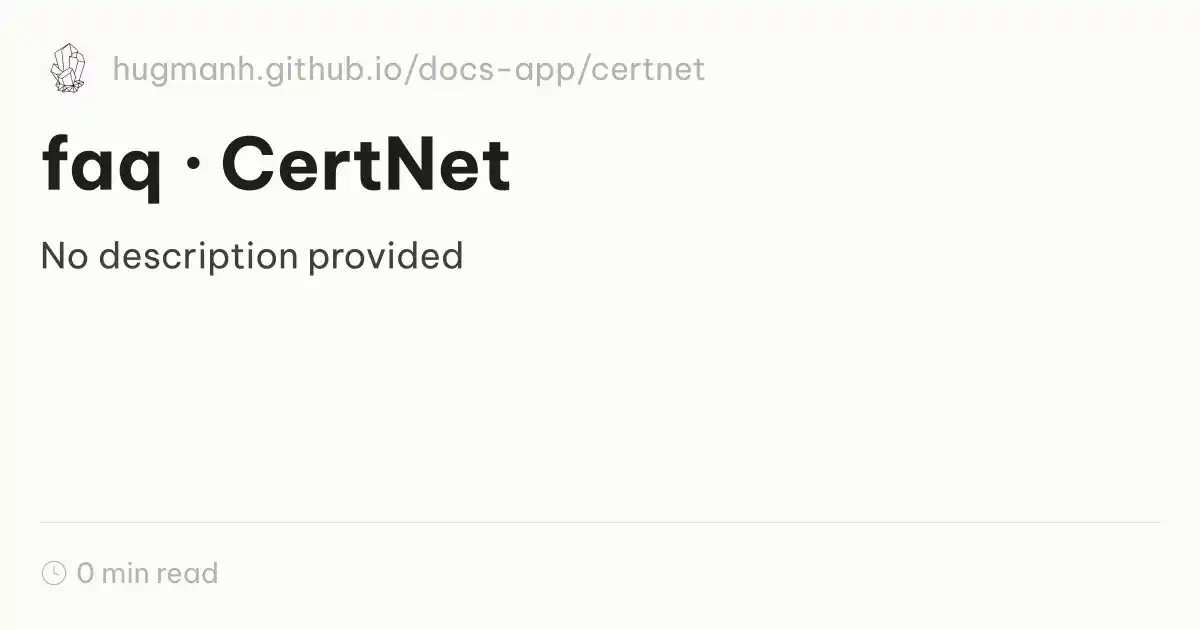 hugmanh.github.io/docs-app/certnet
faq · CertNet
No description provided
0 min read